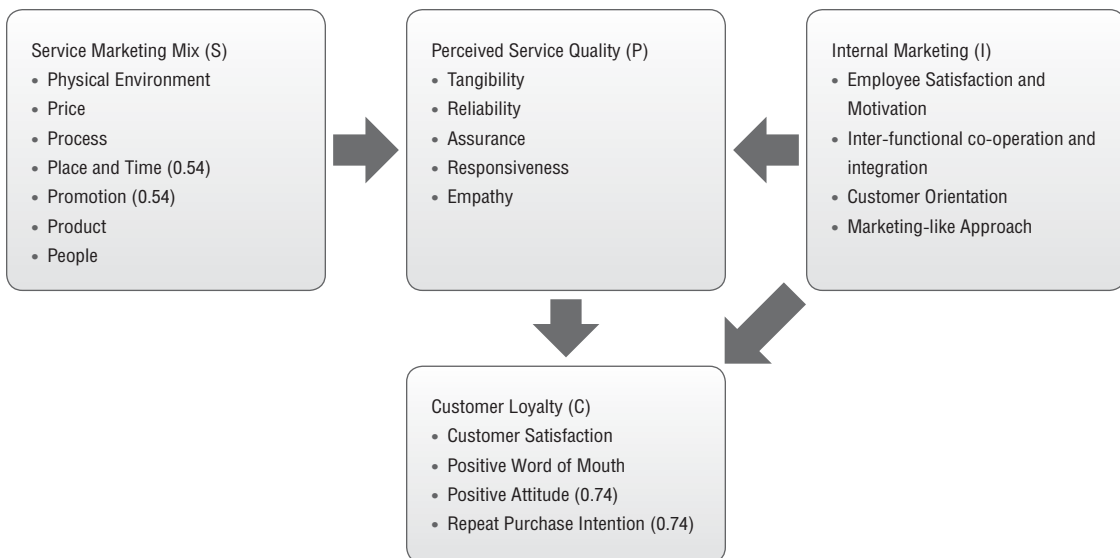 Service Marketing Mix (S)
• Physical Environment
• Price
• Process
• Place and Time (0.54)
• Promotion (0.54)
• Product
• People
Perceived Service Quality (P)
• Tangibility
• Reliability
• Assurance
• Responsiveness
• Empathy
Internal Marketing (I)
• Employee Satisfaction and
Motivation
• Inter-functional co-operation and
integration
• Customer Orientation
• Marketing-like Approach
Customer Loyalty (C)
• Customer Satisfaction
• Positive Word of Mouth
• Positive Attitude (0.74)
• Repeat Purchase Intention (0.74)